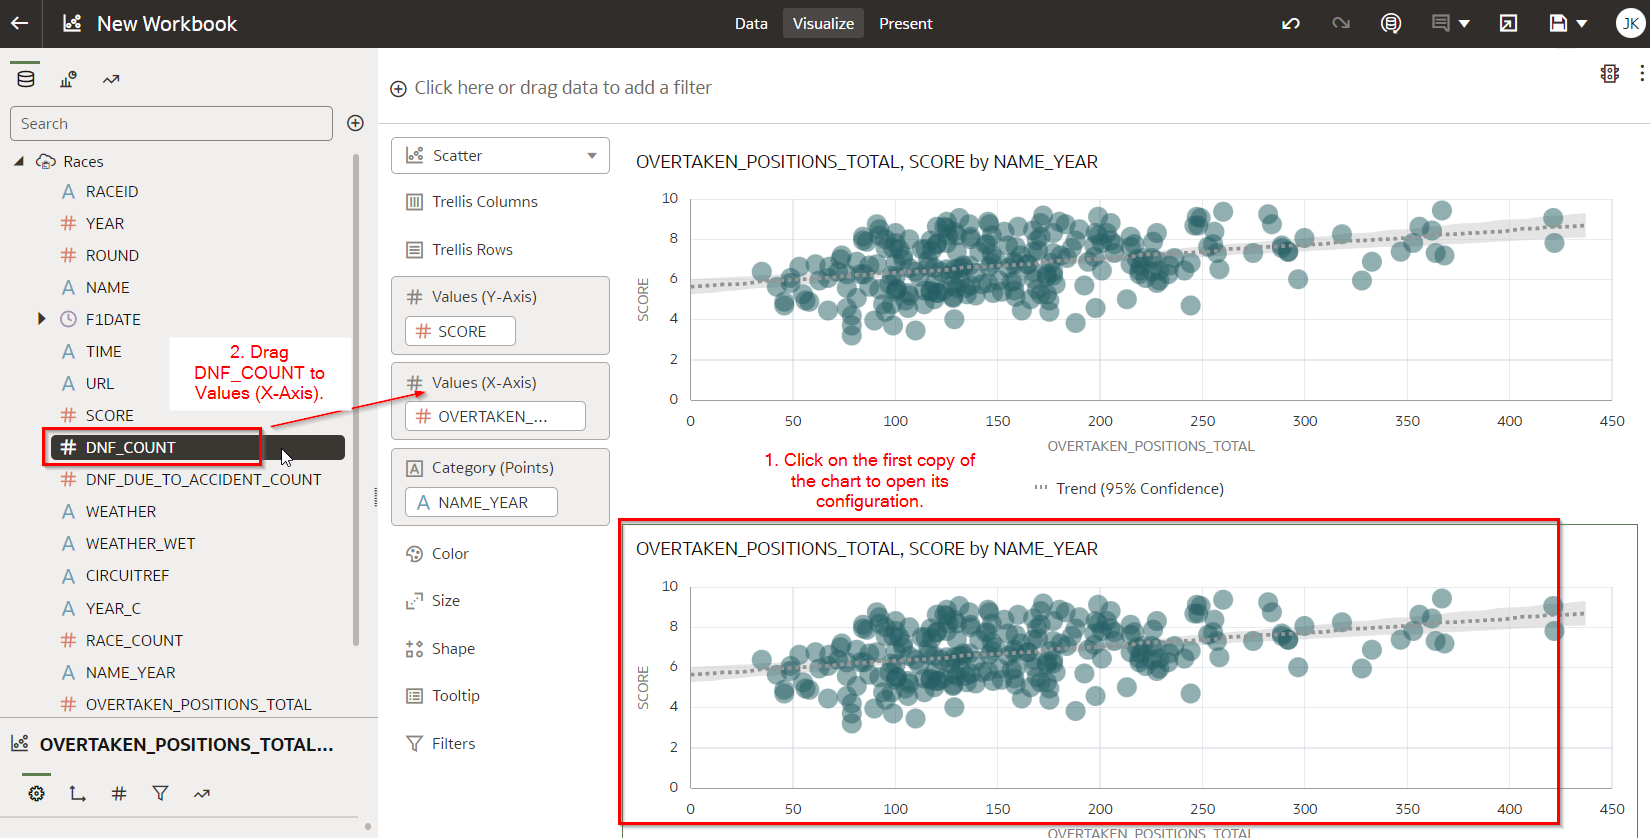 New Workbook
Data Visualize Present
JK
Click here or drag data to add a filter
Search
Races
A RACEID
# YEAR
# ROUND
A NAME
F1DATE
A TIME
A URL
# SCORE
# DNF_COUNT
# DNF_DUE_TO_ACCIDENT_COUNT
A WEATHER
A WEATHER_WET
A CIRCUITREF
A YEAR_C
# RACE_COUNT
A NAME_YEAR
# OVERTAKEN_POSITIONS_TOTAL
2. Drag
DNF_COUNT to
Values (X-Axis).
OVERTAKEN_POSITIONS_TOTAL...
#
Scatter
Trellis Columns
Trellis Rows
# Values (Y-Axis)
# SCORE
# Values (X-Axis)
# OVERTAKEN_...
A Category (Points)
A NAME_YEAR
Color
Size
Shape
Tooltip
Filters
OVERTAKEN_POSITIONS_TOTAL, SCORE by NAME_YEAR
10
8
6
4
2
0
SCORE
0 50 100 150 200 250 300 350 400 450
OVERTAKEN_POSITIONS_TOTAL
1. Click on the first copy of
the chart to open its
configuration.
Trend (95% Confidence)
OVERTAKEN_POSITIONS_TOTAL, SCORE by NAME_YEAR
10
8
6
4
2
0
SCORE
0 50 100 150 200 250 300 350 400 450
OVERTAKEN_POSITIONS_TOTAL